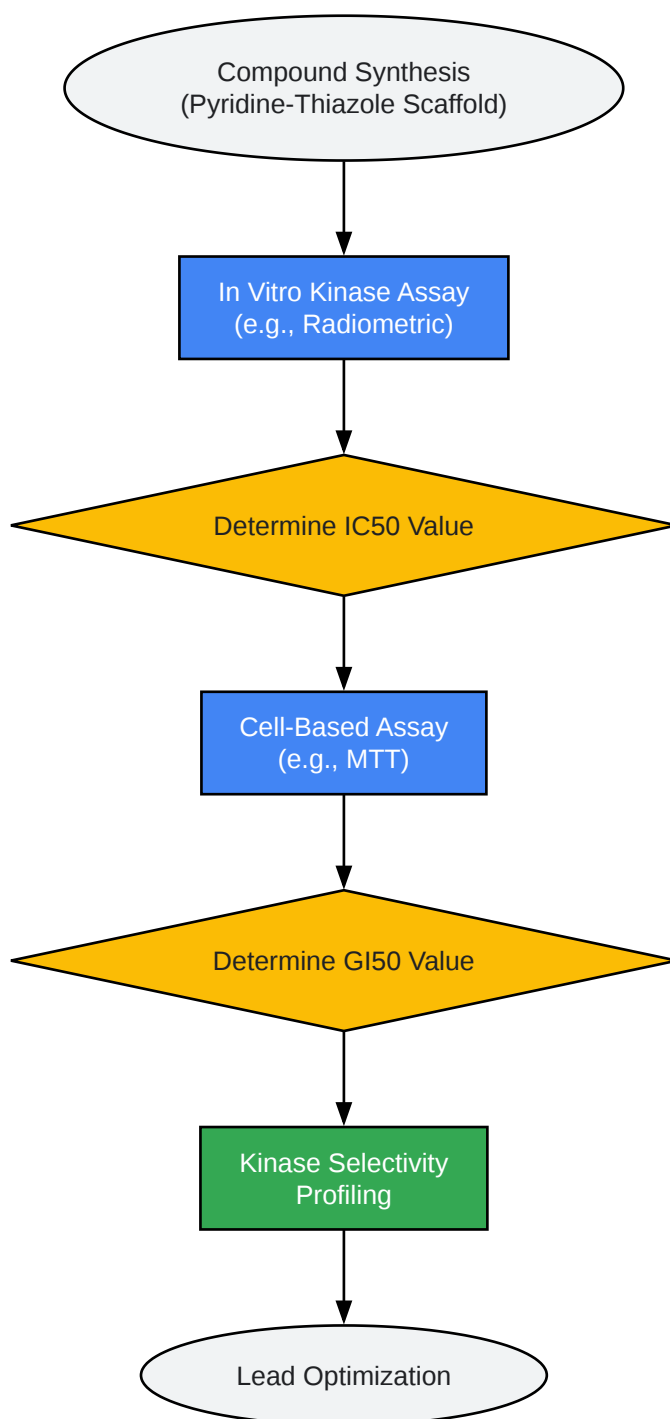 Compound Synthesis
(Pyridine-Thiazole Scaffold)
In Vitro Kinase Assay
(e.g., Radiometric)
Determine IC50 Value
Cell-Based Assay
(e.g., MTT)
Determine GI50 Value
Kinase Selectivity
Profiling
Lead Optimization